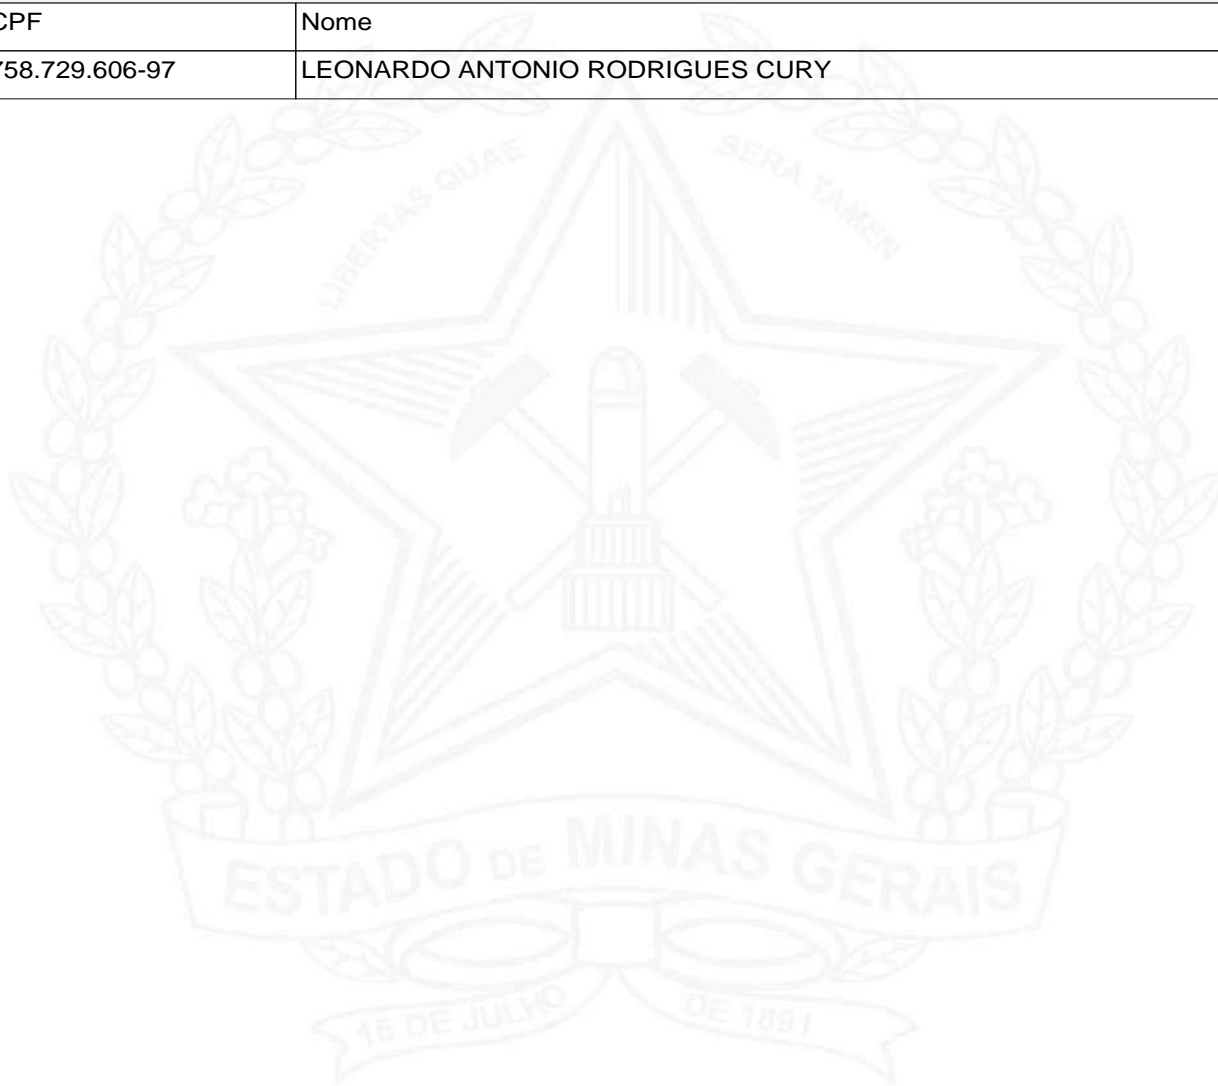 CPF Nome
758.729.606-97 LEONARDO ANTONIO RODRIGUES CURY
LIBERTAS QUAE SERA TAMEN
ESTADO DE MINAS GERAIS
15 DE JULHO DE 1891